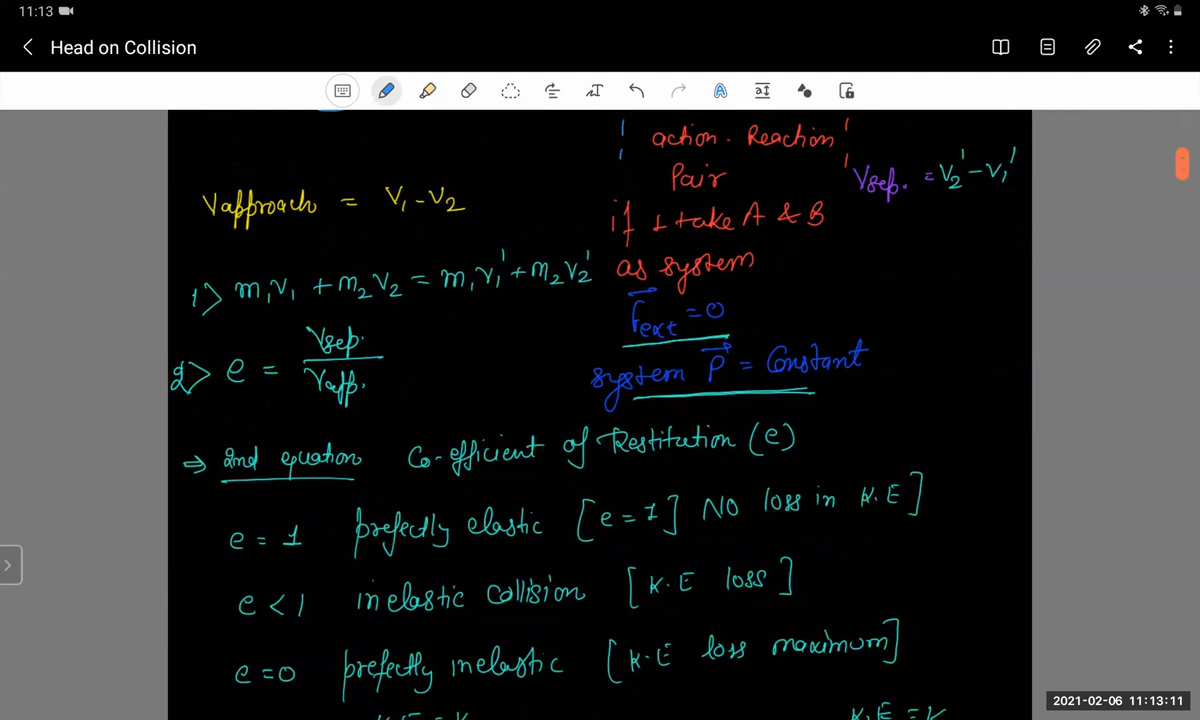 11:13
Head on Collision
action - Reaction
Pair
Vsep. = V₂' - V₁'
Vapproach = V₁ - V₂
if I take A & B
as system
1> m₁v₁ + m₂v₂ = m₁v₁' + m₂v₂'
Fext = 0
2> e = Vsep. / Vapp.
system P = Constant
⇒ 2nd equation Co-efficient of Restitution (e)
e = 1 prefectly elastic [e = 1] NO loss in K.E]
e < 1 inelastic collision [K.E loss]
e = 0 prefectly inelastic [K.E loss maximum]
2021-02-06 11:13:11